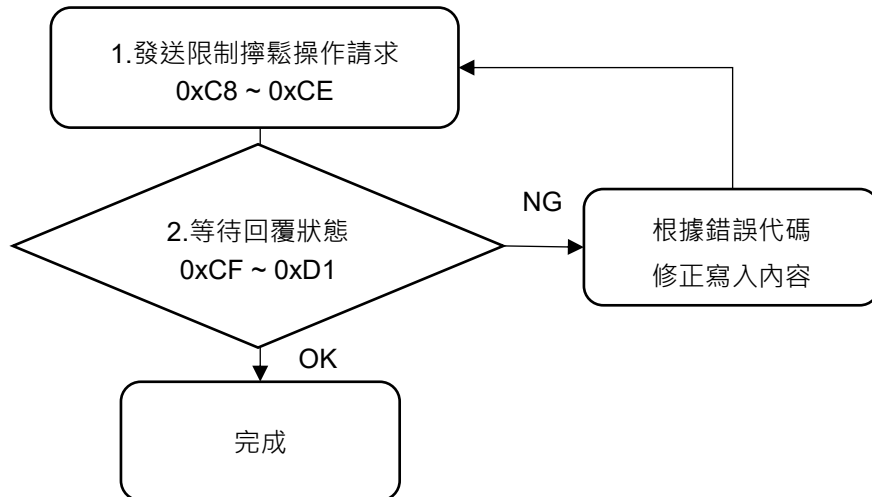 1.發送限制擰鬆操作請求
0xC8 ~ 0xCE
NG
2.等待回覆狀態
0xCF ~ 0xD1
根據錯誤代碼
修正寫入內容
OK
完成